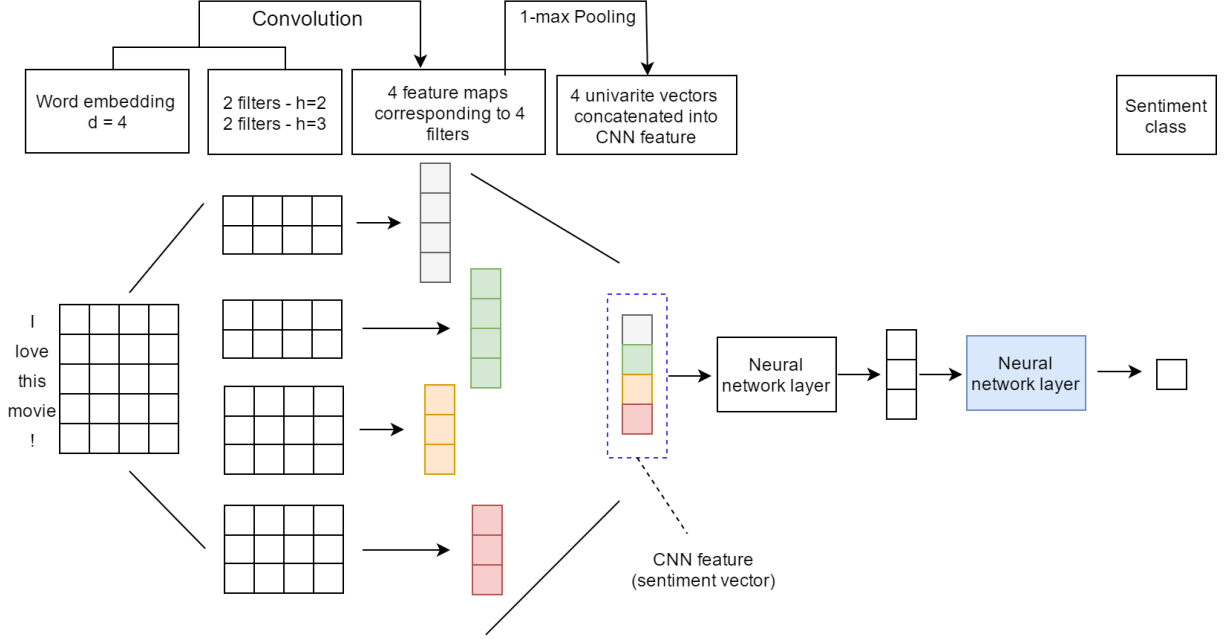 Convolution
1-max Pooling
Word embedding
d = 4
2 filters - h=2
2 filters - h=3
4 feature maps
corresponding to 4
filters
4 univarite vectors
concatenated into
CNN feature
Sentiment
class
I
love
this
movie
!
Neural
network layer
Neural
network layer
CNN feature
(sentiment vector)